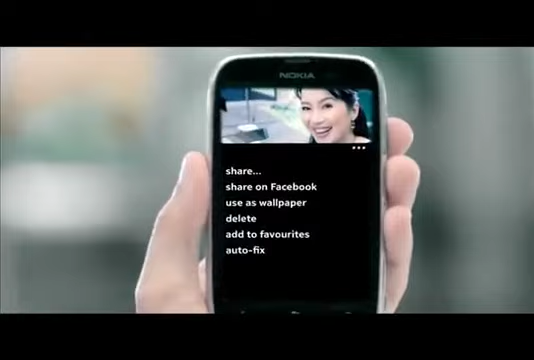 NOKIA
share...
share on Facebook
use as wallpaper
delete
add to favourites
auto-fix